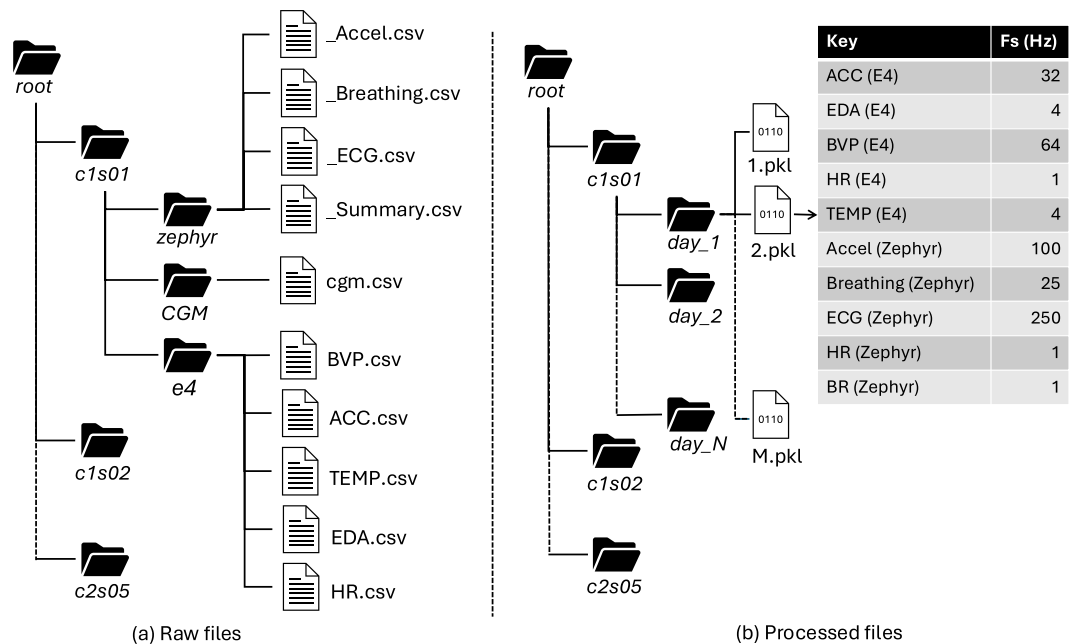 root
c1s01
zephyr
_Accel.csv
_Breathing.csv
_ECG.csv
_Summary.csv
CGM
cgm.csv
e4
BVP.csv
ACC.csv
TEMP.csv
EDA.csv
HR.csv
c1s02
c2s05
(a) Raw files
root
c1s01
day_1
0110
1.pkl
0110
2.pkl
day_2
day_N
0110
M.pkl
c1s02
c2s05
Key Fs (Hz)
ACC (E4) 32
EDA (E4) 4
BVP (E4) 64
HR (E4) 1
TEMP (E4) 4
Accel (Zephyr) 100
Breathing (Zephyr) 25
ECG (Zephyr) 250
HR (Zephyr) 1
BR (Zephyr) 1
(b) Processed files